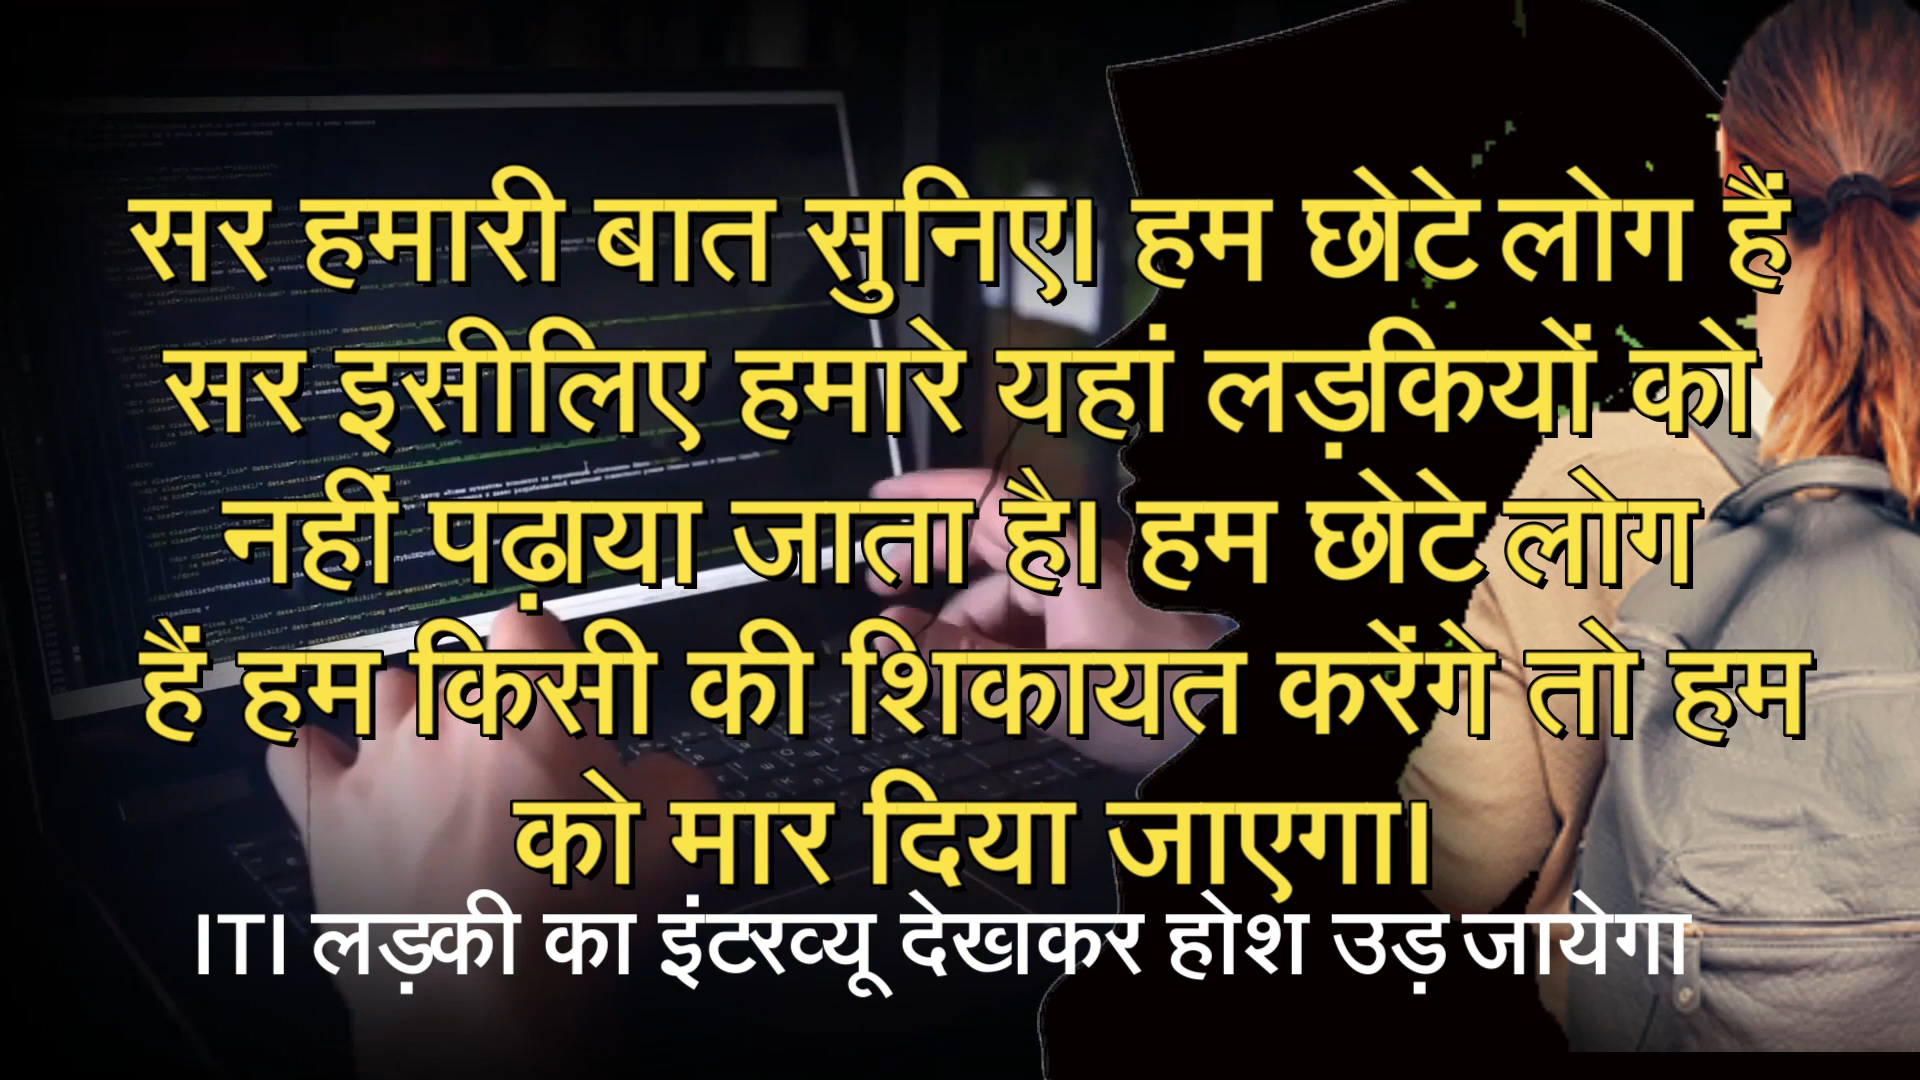 सर हमारी बात सुनिए। हम छोटे लोग हैं
सर इसीलिए हमारे यहां लड़कियों को
नहीं पढ़ाया जाता है। हम छोटे लोग
हैं हम किसी की शिकायत करेंगे तो हम
को मार दिया जाएगा।
ITI लड़की का इंटरव्यू देखकर होश उड़ जायेगा